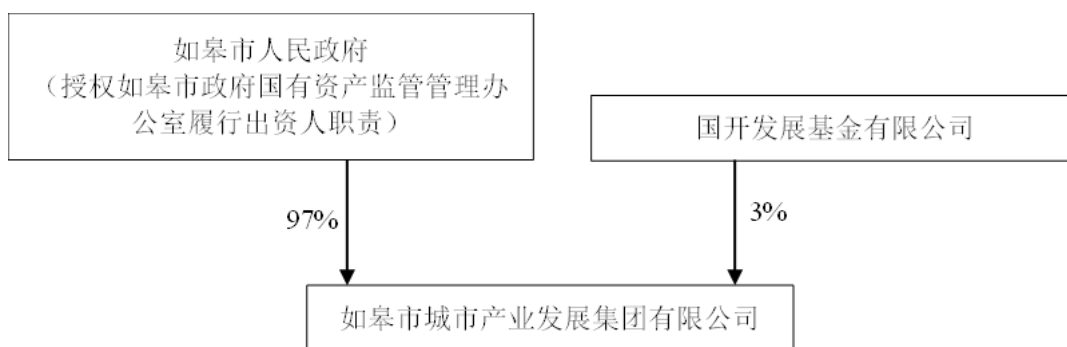 如皋市人民政府
（授权如皋市政府国有资产监督管理办
公室履行出资人职责）
国开发展基金有限公司
97%
3%
如皋市城市产业发展集团有限公司